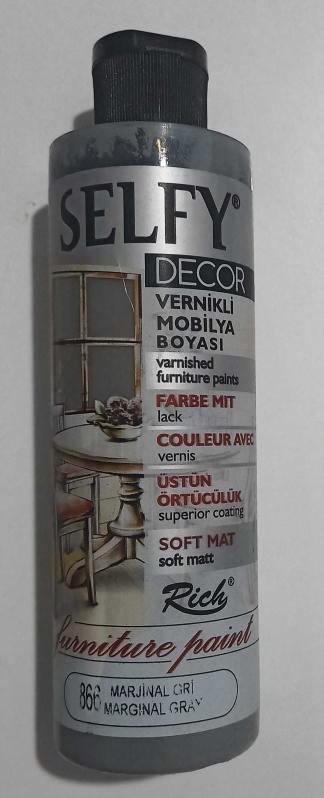 SELFY®
DECOR
VERNİKLİ
MOBİLYA
BOYASI
varnished
furniture paints
FARBE MIT
lack
COULEUR AVEC
vernis
ÜSTÜN
ÖRTÜCÜLÜK
superior coating
SOFT MAT
soft matt
Rich®
furniture paint
866 MARJİNAL GRİ
MARGINAL GRAY